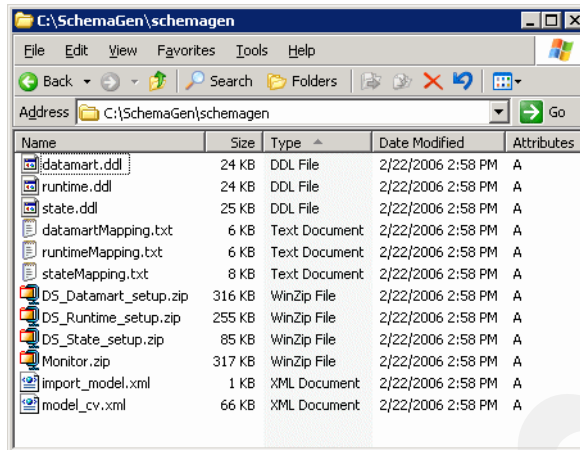 C:\SchemaGen\schemagen
File Edit View Favorites Tools Help
Back Search Folders
Address C:\SchemaGen\schemagen Go
Name Size Type Date Modified Attributes
datamart.ddl 24 KB DDL File 2/22/2006 2:58 PM A
runtime.ddl 24 KB DDL File 2/22/2006 2:58 PM A
state.ddl 25 KB DDL File 2/22/2006 2:58 PM A
datamartMapping.txt 6 KB Text Document 2/22/2006 2:58 PM A
runtimeMapping.txt 6 KB Text Document 2/22/2006 2:58 PM A
stateMapping.txt 8 KB Text Document 2/22/2006 2:58 PM A
DS_Datamart_setup.zip 316 KB WinZip File 2/22/2006 2:58 PM A
DS_Runtime_setup.zip 255 KB WinZip File 2/22/2006 2:58 PM A
DS_State_setup.zip 85 KB WinZip File 2/22/2006 2:58 PM A
Monitor.zip 317 KB WinZip File 2/22/2006 2:58 PM A
import_model.xml 1 KB XML Document 2/22/2006 2:58 PM A
model_cv.xml 66 KB XML Document 2/22/2006 2:58 PM A